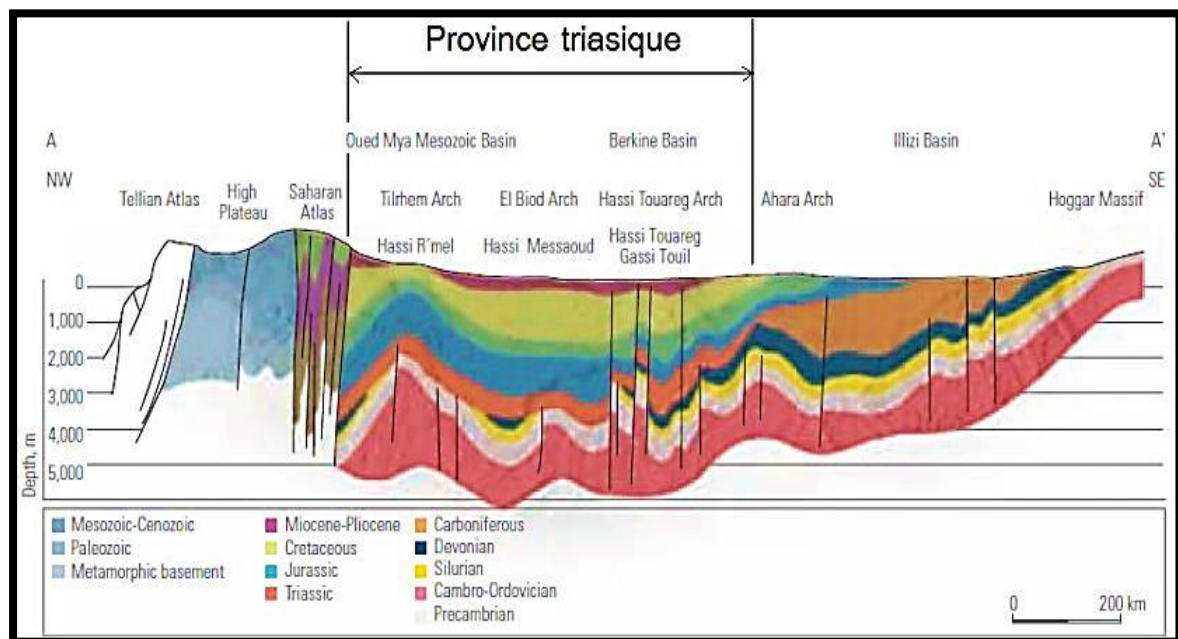 Province triasique
A
Oued Mya Mesozoic Basin
Berkine Basin
Illizi Basin
A'
NW
SE
Tellian Atlas
High
Plateau
Saharan
Atlas
Tilrhem Arch
El Biod Arch
Hassi Touareg Arch
Ahara Arch
Hoggar Massif
Hassi R'mel
Hassi Messaoud
Hassi Touareg
Gassi Touil
Depth, m
0
1,000
2,000
3,000
4,000
5,000
Mesozoic-Cenozoic
Paleozoic
Metamorphic basement
Miocene-Pliocene
Cretaceous
Jurassic
Triassic
Carboniferous
Devonian
Silurian
Cambro-Ordovician
Precambrian
0 200 km